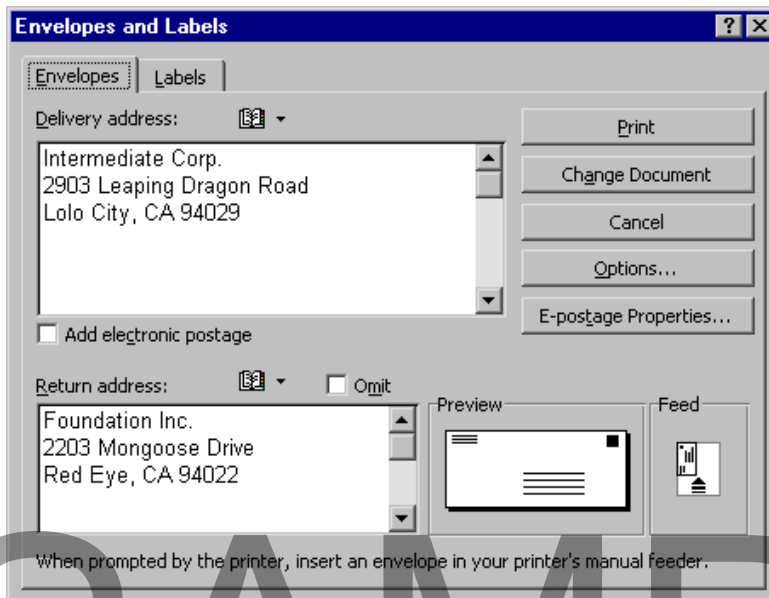 Envelopes and Labels
Envelopes Labels
Delivery address:
Intermediate Corp.
2903 Leaping Dragon Road
Lolo City, CA 94029
Print
Change Document
Cancel
Options...
E-postage Properties...
Add electronic postage
Return address: Omit
Foundation Inc.
2203 Mongoose Drive
Red Eye, CA 94022
Preview
Feed
When prompted by the printer, insert an envelope in your printer's manual feeder.